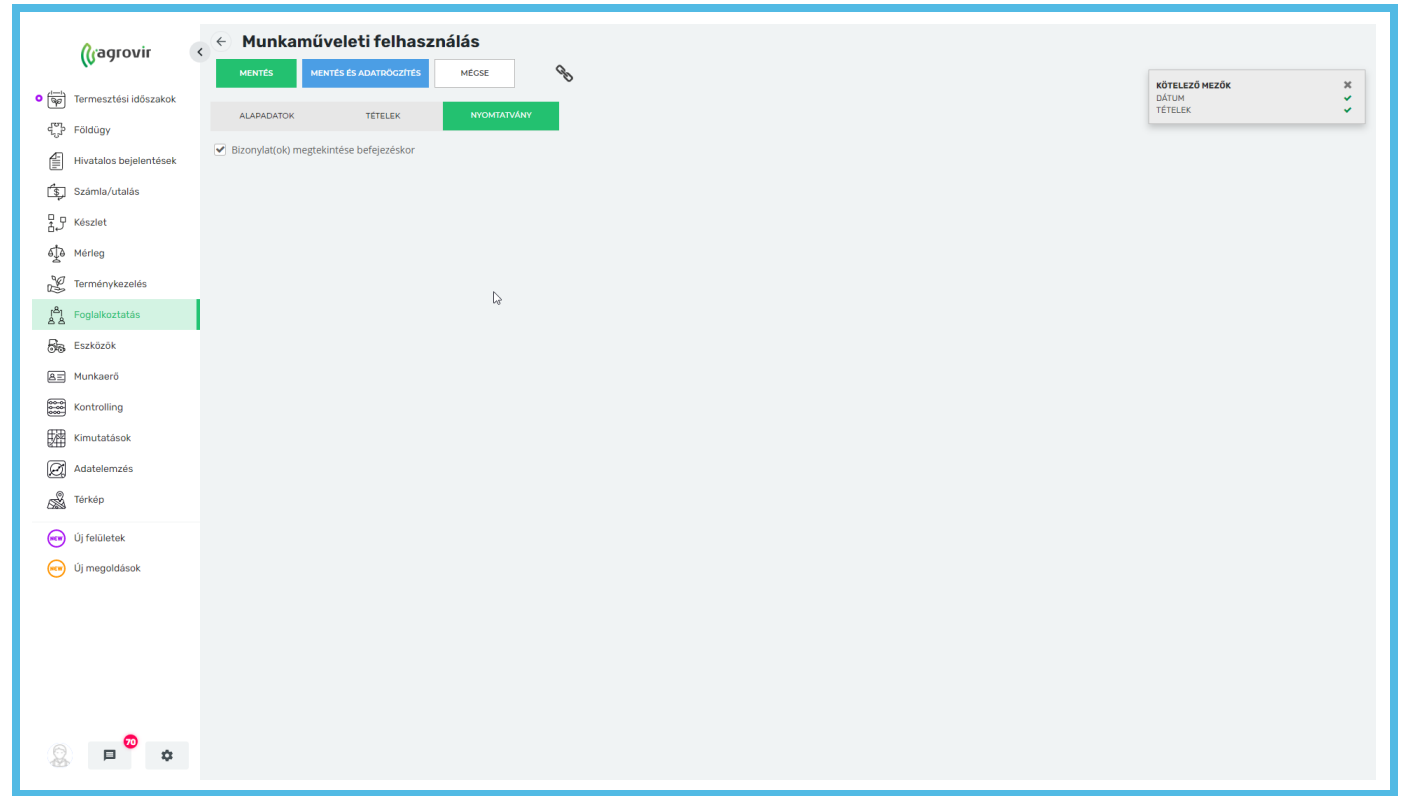 agrovir
Termesztési időszakok
Földügy
Hivatalos bejelentések
Számla/utalás
Készlet
Mérleg
Terménykezelés
Foglalkoztatás
Eszközök
Munkaerő
Kontrolling
Kimutatások
Adatelemzés
Térkép
NEW Új felületek
NEW Új megoldások
70
Munkaműveleti felhasználás
MENTÉS MENTÉS ÉS ADATRÖGZÍTÉS MÉGSE
ALAPADATOK TÉTELEK NYOMTATVÁNY
Bizonylat(ok) megtekintése befejezéskor
KÖTELEZŐ MEZŐK
DÁTUM
TÉTELEK